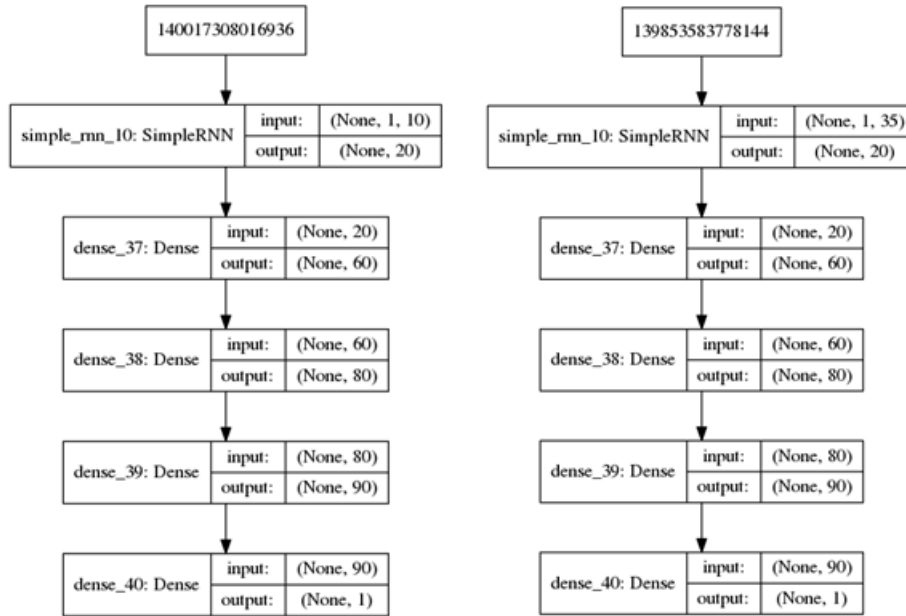 140017308016936
simple_rnn_10: SimpleRNN
input: (None, 1, 10)
output: (None, 20)
dense_37: Dense
input: (None, 20)
output: (None, 60)
dense_38: Dense
input: (None, 60)
output: (None, 80)
dense_39: Dense
input: (None, 80)
output: (None, 90)
dense_40: Dense
input: (None, 90)
output: (None, 1)
139853583778144
simple_rnn_10: SimpleRNN
input: (None, 1, 35)
output: (None, 20)
dense_37: Dense
input: (None, 20)
output: (None, 60)
dense_38: Dense
input: (None, 60)
output: (None, 80)
dense_39: Dense
input: (None, 80)
output: (None, 90)
dense_40: Dense
input: (None, 90)
output: (None, 1)